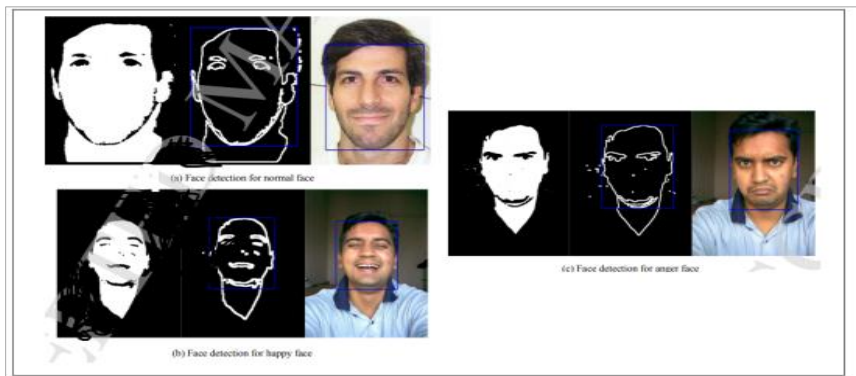 (a) Face detection for normal face
(b) Face detection for happy face
(c) Face detection for anger face